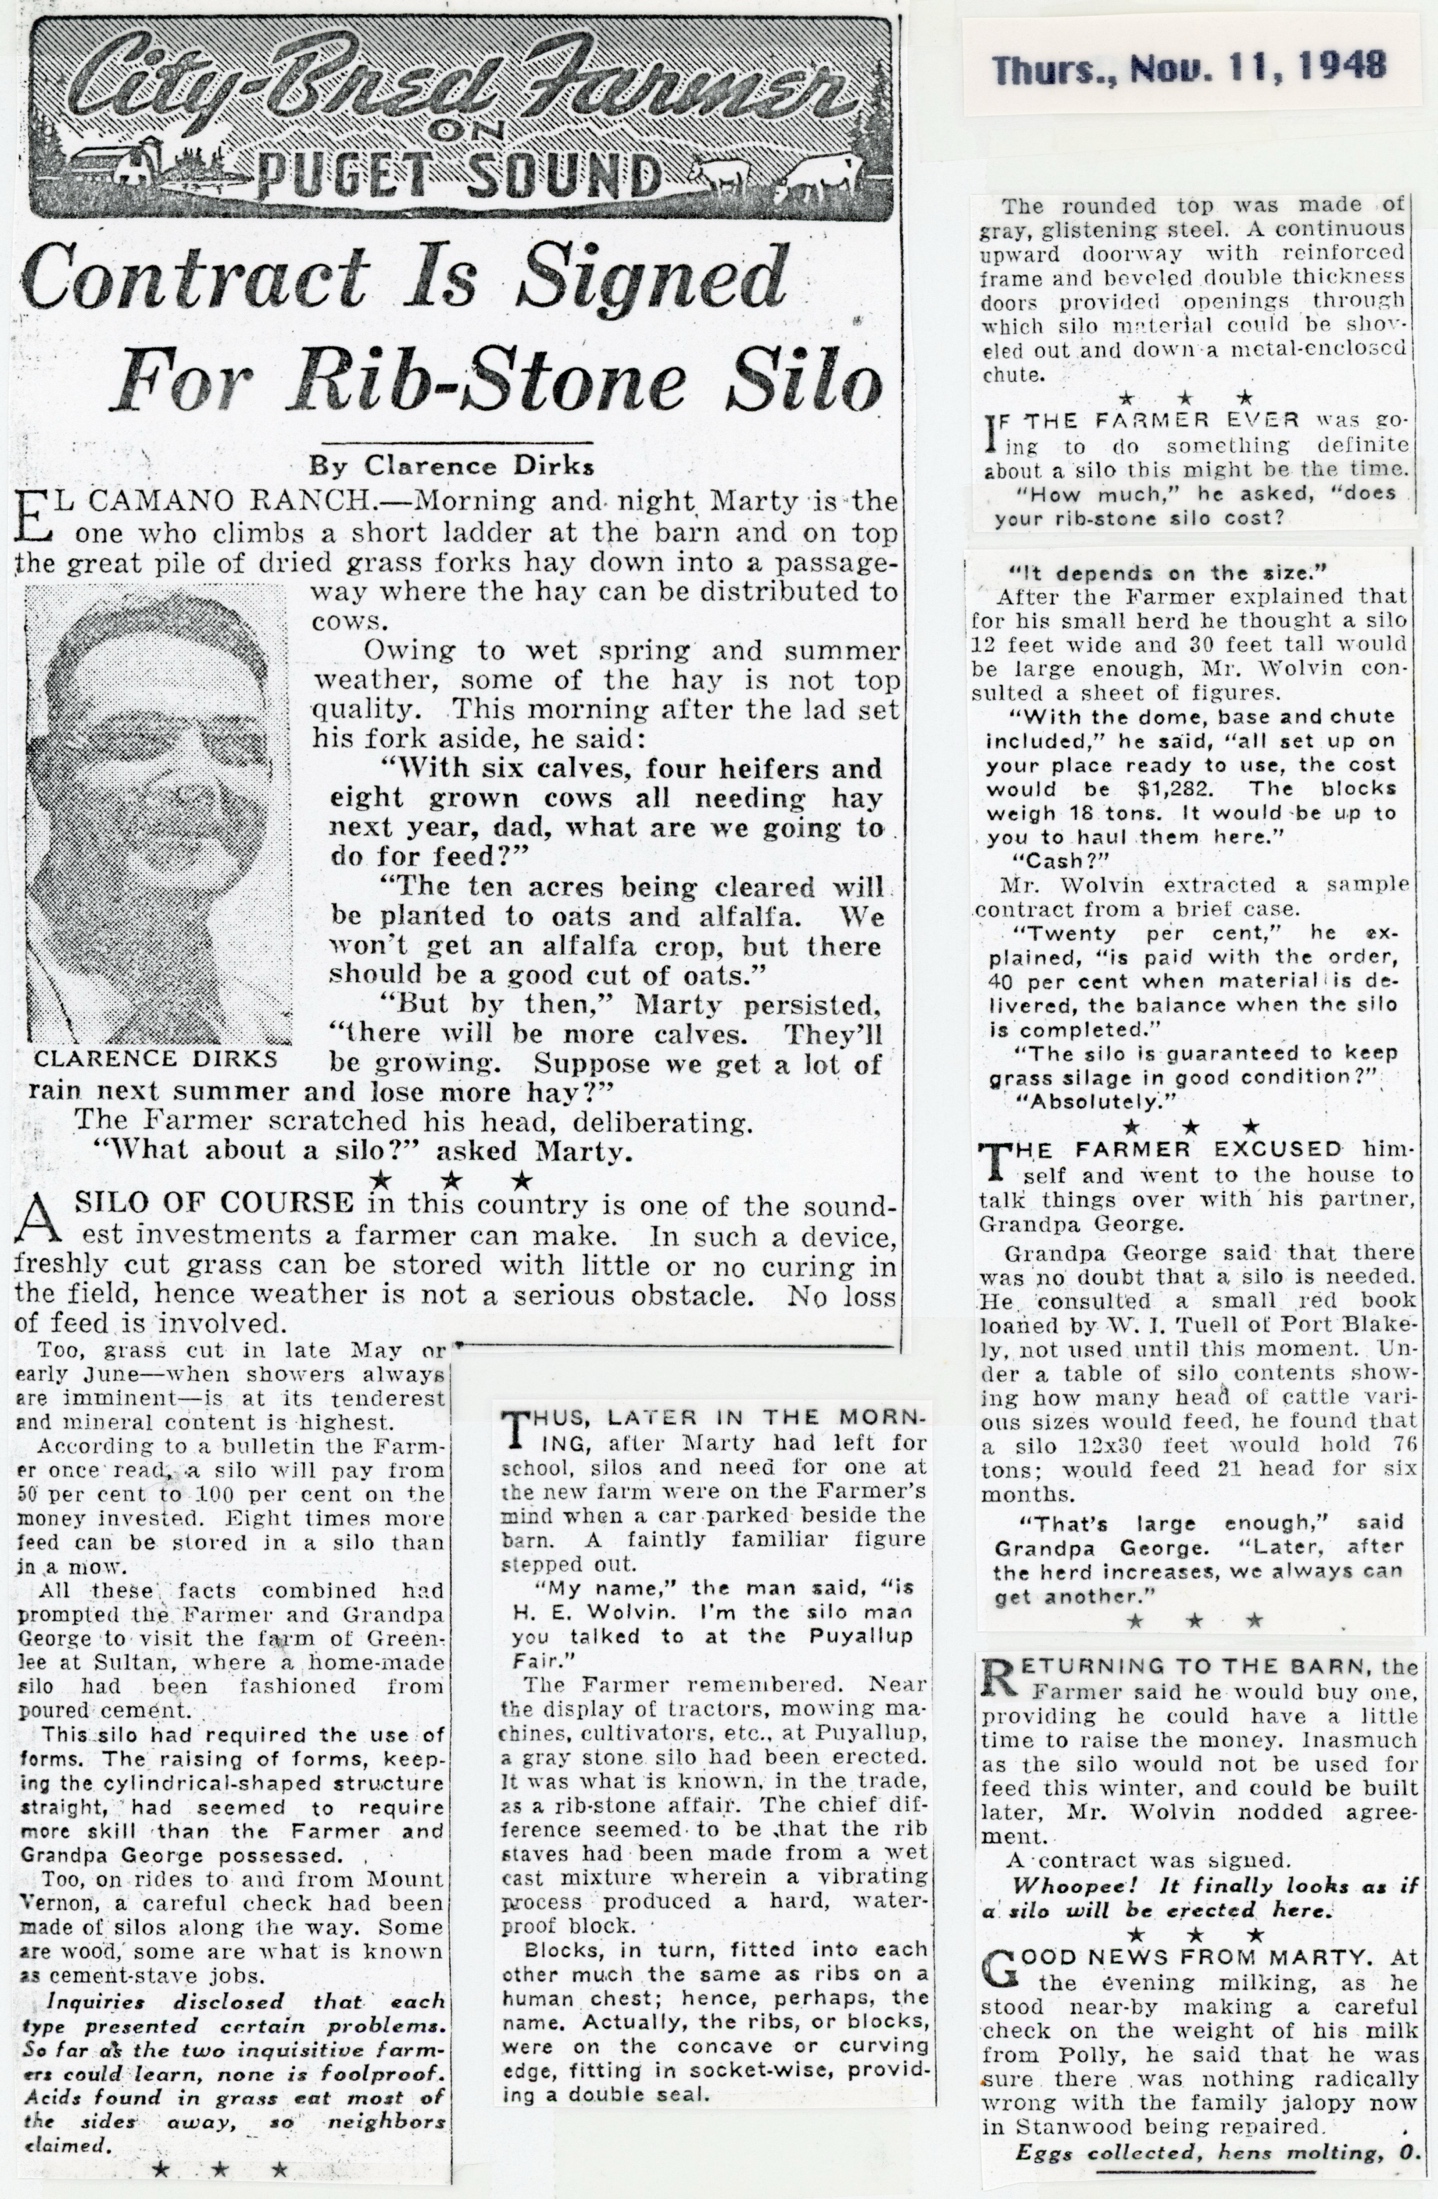 City-Bred Farmer
ON
PUGET SOUND
Thurs., Nov. 11, 1948
Contract Is Signed
For Rib-Stone Silo
By Clarence Dirks
EL CAMANO RANCH.—Morning and night Marty is the
one who climbs a short ladder at the barn and on top
the great pile of dried grass forks hay down into a passage-
way where the hay can be distributed to
cows.
Owing to wet spring and summer
weather, some of the hay is not top
quality. This morning after the lad set
his fork aside, he said:
"With six calves, four heifers and
eight grown cows all needing hay
next year, dad, what are we going to
do for feed?"
"The ten acres being cleared will
be planted to oats and alfalfa. We
won't get an alfalfa crop, but there
should be a good cut of oats."
"But by then," Marty persisted,
"there will be more calves. They'll
be growing. Suppose we get a lot of
CLARENCE DIRKS
rain next summer and lose more hay?"
The Farmer scratched his head, deliberating.
"What about a silo?" asked Marty.
★ ★ ★
A SILO OF COURSE in this country is one of the sound-
est investments a farmer can make. In such a device,
freshly cut grass can be stored with little or no curing in
the field, hence weather is not a serious obstacle. No loss
of feed is involved.
Too, grass cut in late May or
early June—when showers always
are imminent—is at its tenderest
and mineral content is highest.
According to a bulletin the Farm-
er once read, a silo will pay from
50 per cent to 100 per cent on the
money invested. Eight times more
feed can be stored in a silo than
in a mow.
All these facts combined had
prompted the Farmer and Grandpa
George to visit the farm of Green-
lee at Sultan, where a home-made
silo had been fashioned from
poured cement.
This silo had required the use of
forms. The raising of forms, keep-
ing the cylindrical-shaped structure
straight, had seemed to require
more skill than the Farmer and
Grandpa George possessed.
Too, on rides to and from Mount
Vernon, a careful check had been
made of silos along the way. Some
are wood, some are what is known
as cement-stave jobs.
Inquiries disclosed that each
type presented certain problems.
So far as the two inquisitive farm-
ers could learn, none is foolproof.
Acids found in grass eat most of
the sides away, so neighbors
claimed.
★ ★ ★
THUS, LATER IN THE MORN-
ING, after Marty had left for
school, silos and need for one at
the new farm were on the Farmer's
mind when a car parked beside the
barn. A faintly familiar figure
stepped out.
"My name," the man said, "is
H. E. Wolvin. I'm the silo man
you talked to at the Puyallup
Fair."
The Farmer remembered. Near
the display of tractors, mowing ma-
chines, cultivators, etc., at Puyallup,
a gray stone silo had been erected.
It was what is known, in the trade,
as a rib-stone affair. The chief dif-
ference seemed to be that the rib
staves had been made from a wet
cast mixture wherein a vibrating
process produced a hard, water-
proof block.
Blocks, in turn, fitted into each
other much the same as ribs on a
human chest; hence, perhaps, the
name. Actually, the ribs, or blocks,
were on the concave or curving
edge, fitting in socket-wise, provid-
ing a double seal.
The rounded top was made of
gray, glistening steel. A continuous
upward doorway with reinforced
frame and beveled double thickness
doors provided openings through
which silo material could be shov-
eled out and down a metal-enclosed
chute.
★ ★ ★
IF THE FARMER EVER was go-
ing to do something definite
about a silo this might be the time.
"How much," he asked, "does
your rib-stone silo cost?
"It depends on the size."
After the Farmer explained that
for his small herd he thought a silo
12 feet wide and 30 feet tall would
be large enough, Mr. Wolvin con-
sulted a sheet of figures.
"With the dome, base and chute
included," he said, "all set up on
your place ready to use, the cost
would be $1,282. The blocks
weigh 18 tons. It would be up to
you to haul them here."
"Cash?"
Mr. Wolvin extracted a sample
contract from a brief case.
"Twenty per cent," he ex-
plained, "is paid with the order,
40 per cent when material is de-
livered, the balance when the silo
is completed."
"The silo is guaranteed to keep
grass silage in good condition?"
"Absolutely."
★ ★ ★
THE FARMER EXCUSED him-
self and went to the house to
talk things over with his partner,
Grandpa George.
Grandpa George said that there
was no doubt that a silo is needed.
He consulted a small red book
loaned by W. I. Tuell of Port Blake-
ly, not used until this moment. Un-
der a table of silo contents show-
ing how many head of cattle vari-
ous sizes would feed, he found that
a silo 12x30 feet would hold 76
tons; would feed 21 head for six
months.
"That's large enough," said
Grandpa George. "Later, after
the herd increases, we always can
get another."
★ ★ ★
RETURNING TO THE BARN, the
Farmer said he would buy one,
providing he could have a little
time to raise the money. Inasmuch
as the silo would not be used for
feed this winter, and could be built
later, Mr. Wolvin nodded agree-
ment.
A contract was signed.
Whoopee! It finally looks as if
a silo will be erected here.
★ ★ ★
GOOD NEWS FROM MARTY. At
the evening milking, as he
stood near-by making a careful
check on the weight of his milk
from Polly, he said that he was
sure there was nothing radically
wrong with the family jalopy now
in Stanwood being repaired.
Eggs collected, hens molting, 0.